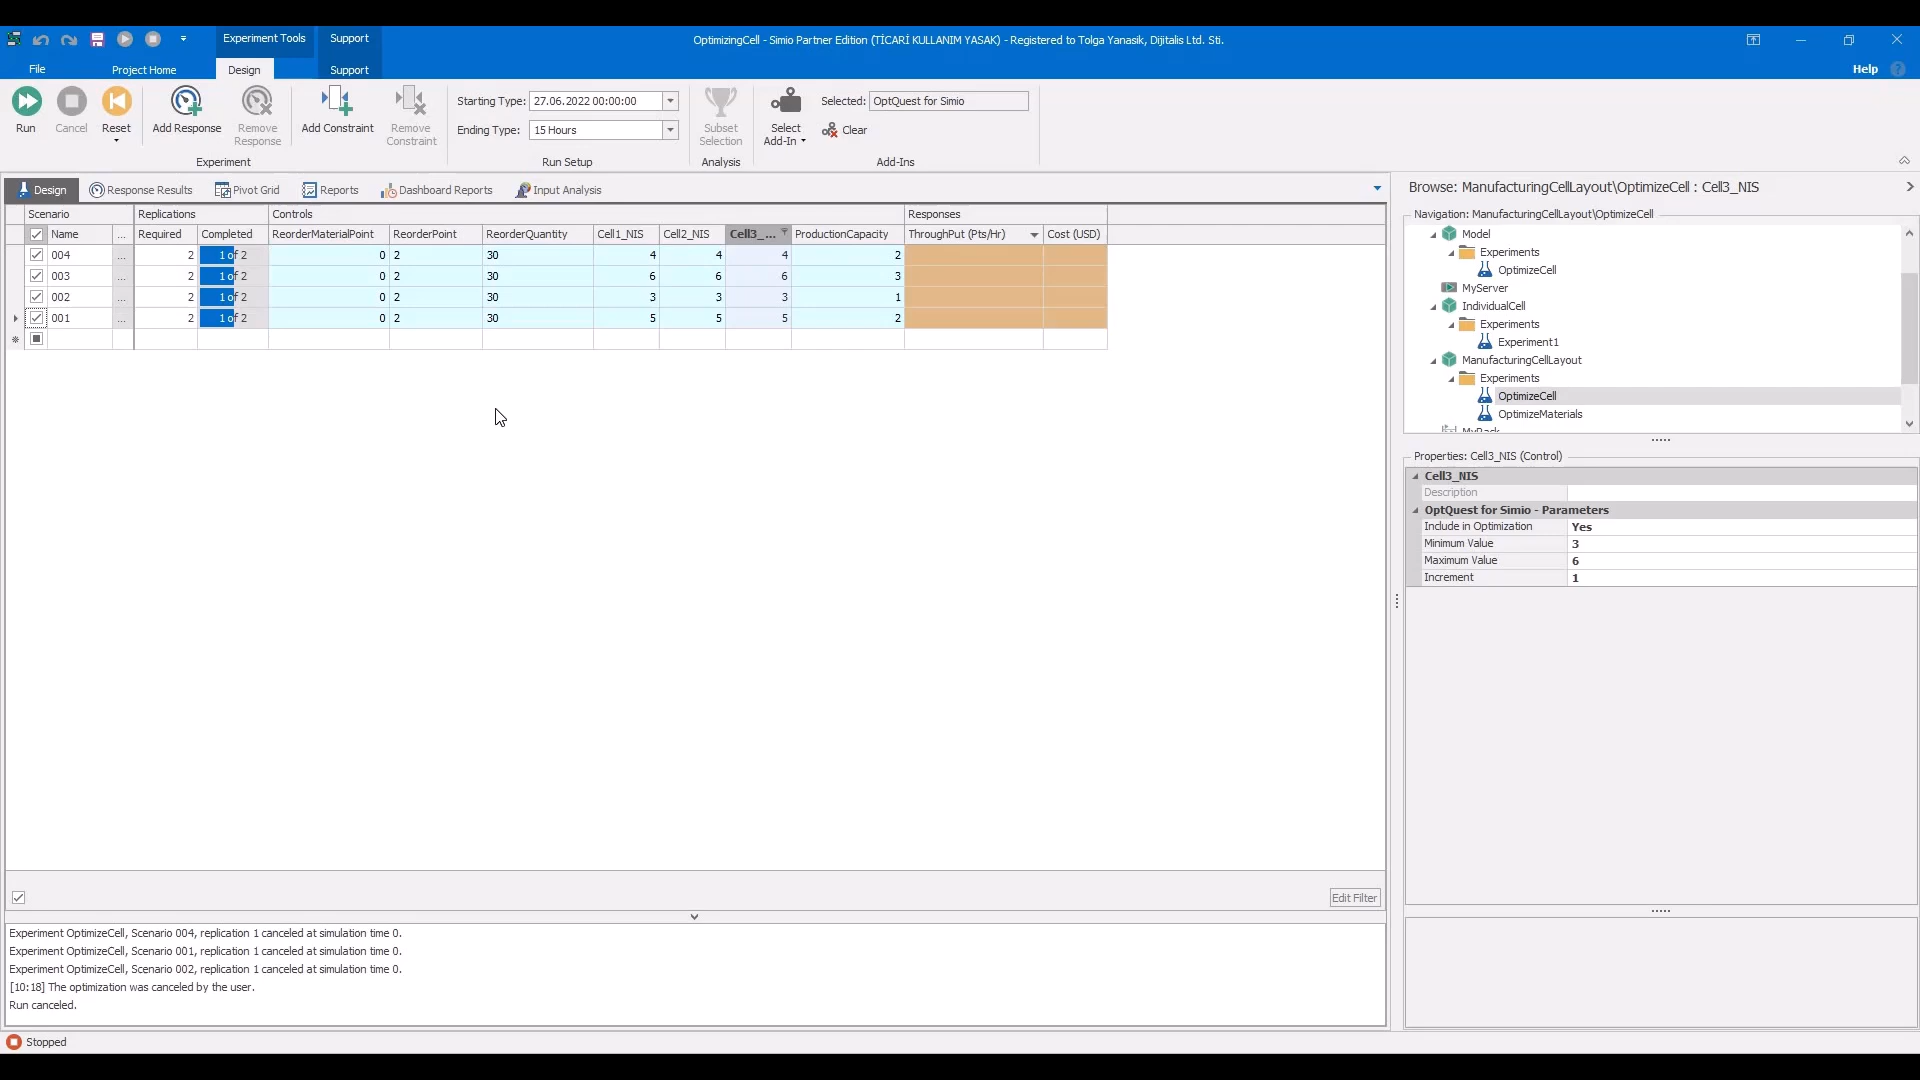 Experiment Tools
Support
OptimizingCell - Simio Partner Edition (TİCARİ KULLANIM YASAK) - Registered to Tolga Yanasik, Dijitalis Ltd. Sti.
File
Project Home
Design
Support
Help
Run
Cancel
Reset
Add Response
Remove Response
Add Constraint
Remove Constraint
Experiment
Starting Type: 27.06.2022 00:00:00
Ending Type: 15 Hours
Run Setup
Subset Selection
Analysis
Select Add-In
Selected: OptQuest for Simio
Clear
Add-Ins
Design
Response Results
Pivot Grid
Reports
Dashboard Reports
Input Analysis
Scenario Replications Controls Responses
Name ... Required Completed ReorderMaterialPoint ReorderPoint ReorderQuantity Cell1_NIS Cell2_NIS Cell3_... ProductionCapacity ThroughPut (Pts/Hr) Cost (USD)
004 ... 2 1 of 2 0 2 30 4 4 4 2
003 ... 2 1 of 2 0 2 30 6 6 6 3
002 ... 2 1 of 2 0 2 30 3 3 3 1
001 ... 2 1 of 2 0 2 30 5 5 5 2
Edit Filter
Experiment OptimizeCell, Scenario 004, replication 1 canceled at simulation time 0.
Experiment OptimizeCell, Scenario 001, replication 1 canceled at simulation time 0.
Experiment OptimizeCell, Scenario 002, replication 1 canceled at simulation time 0.
[10:18] The optimization was canceled by the user.
Run canceled.
Stopped
Browse: ManufacturingCellLayout\OptimizeCell : Cell3_NIS
Navigation: ManufacturingCellLayout\OptimizeCell
Model
Experiments
OptimizeCell
MyServer
IndividualCell
Experiments
Experiment1
ManufacturingCellLayout
Experiments
OptimizeCell
OptimizeMaterials
MyRack
Properties: Cell3_NIS (Control)
Cell3_NIS
Description
OptQuest for Simio - Parameters
Include in Optimization Yes
Minimum Value 3
Maximum Value 6
Increment 1